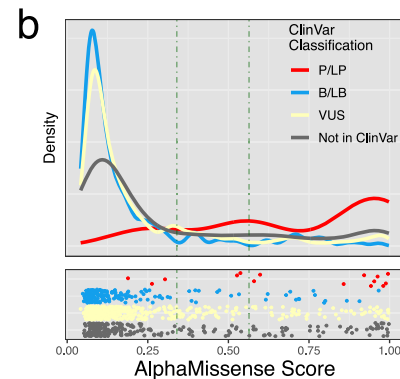 b
ClinVar
Classification
P/LP
B/LB
VUS
Not in ClinVar
Density
0.00 0.25 0.50 0.75 1.00
AlphaMissense Score